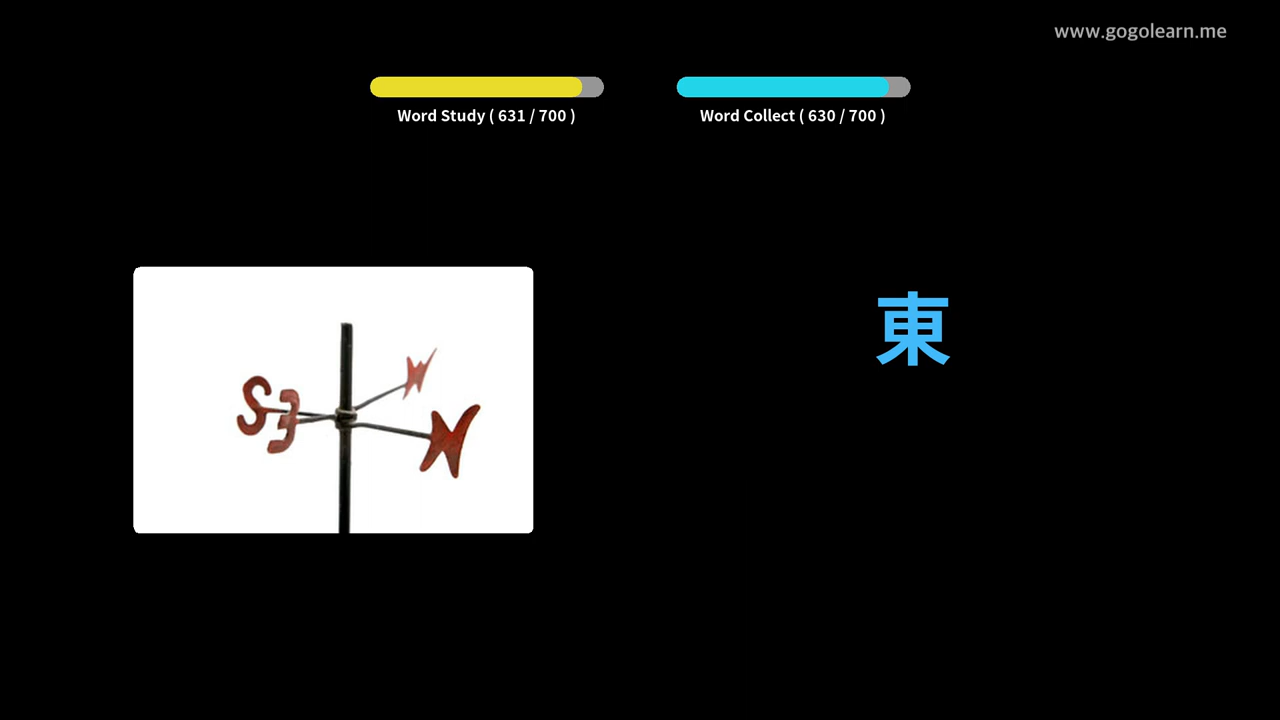 www.gogolearn.me
Word Study ( 631 / 700 )
Word Collect ( 630 / 700 )
東
S
E
W
N